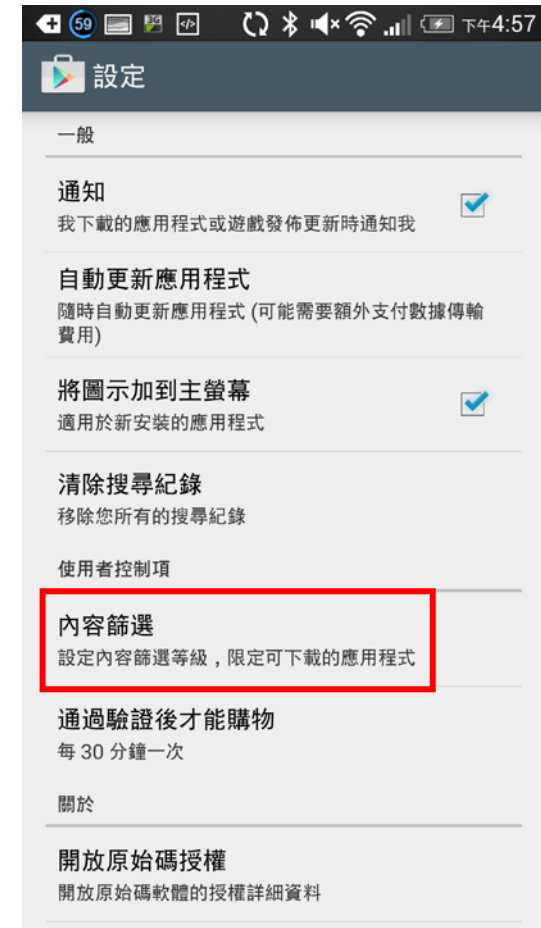 59 下午4:57
設定
一般
通知
我下載的應用程式或遊戲發佈更新時通知我
自動更新應用程式
隨時自動更新應用程式 (可能需要額外支付數據傳輸
費用)
將圖示加到主螢幕
適用於新安裝的應用程式
清除搜尋紀錄
移除您所有的搜尋紀錄
使用者控制項
內容篩選
設定內容篩選等級，限定可下載的應用程式
通過驗證後才能購物
每 30 分鐘一次
關於
開放原始碼授權
開放原始碼軟體的授權詳細資料